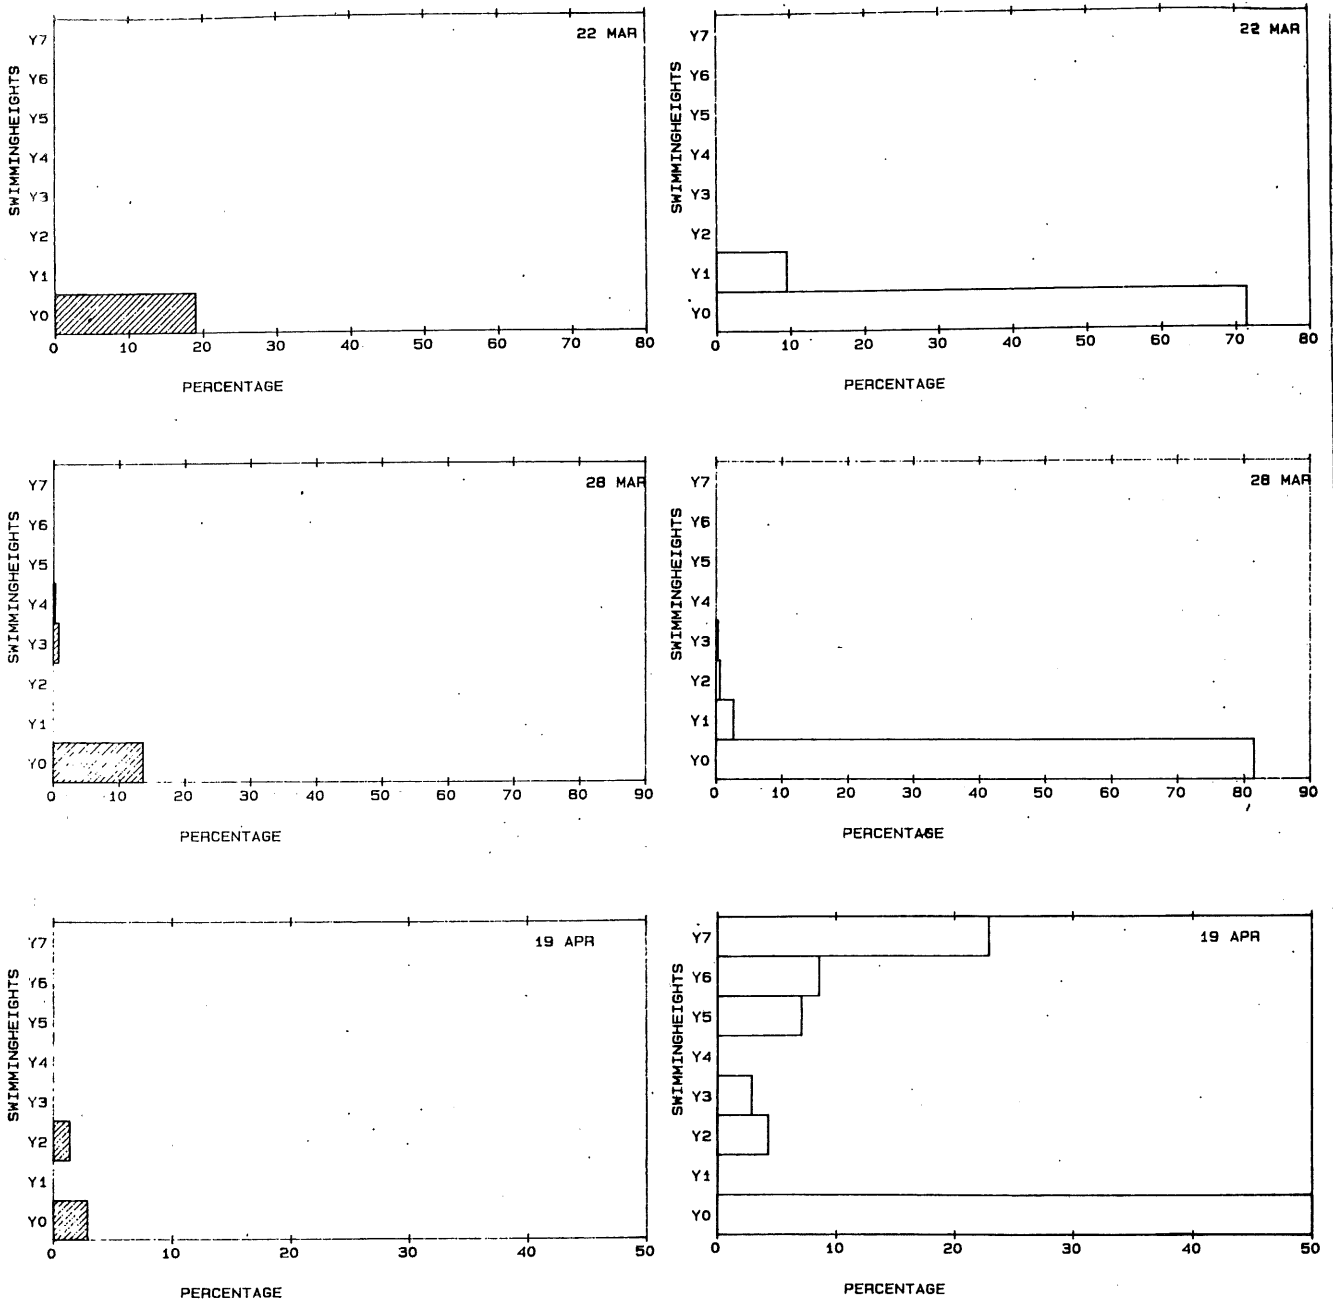 22 MAR
Y7
Y6
Y5
Y4
Y3
Y2
Y1
Y0
SWIMMINGHEIGHTS
0 10 20 30 40 50 60 70 80
PERCENTAGE
22 MAR
Y7
Y6
Y5
Y4
Y3
Y2
Y1
Y0
SWIMMINGHEIGHTS
0 10 20 30 40 50 60 70 80
PERCENTAGE
28 MAR
Y7
Y6
Y5
Y4
Y3
Y2
Y1
Y0
SWIMMINGHEIGHTS
0 10 20 30 40 50 60 70 80 90
PERCENTAGE
28 MAR
Y7
Y6
Y5
Y4
Y3
Y2
Y1
Y0
SWIMMINGHEIGHTS
0 10 20 30 40 50 60 70 80 90
PERCENTAGE
19 APR
Y7
Y6
Y5
Y4
Y3
Y2
Y1
Y0
SWIMMINGHEIGHTS
0 10 20 30 40 50
PERCENTAGE
19 APR
Y7
Y6
Y5
Y4
Y3
Y2
Y1
Y0
SWIMMINGHEIGHTS
0 10 20 30 40 50
PERCENTAGE